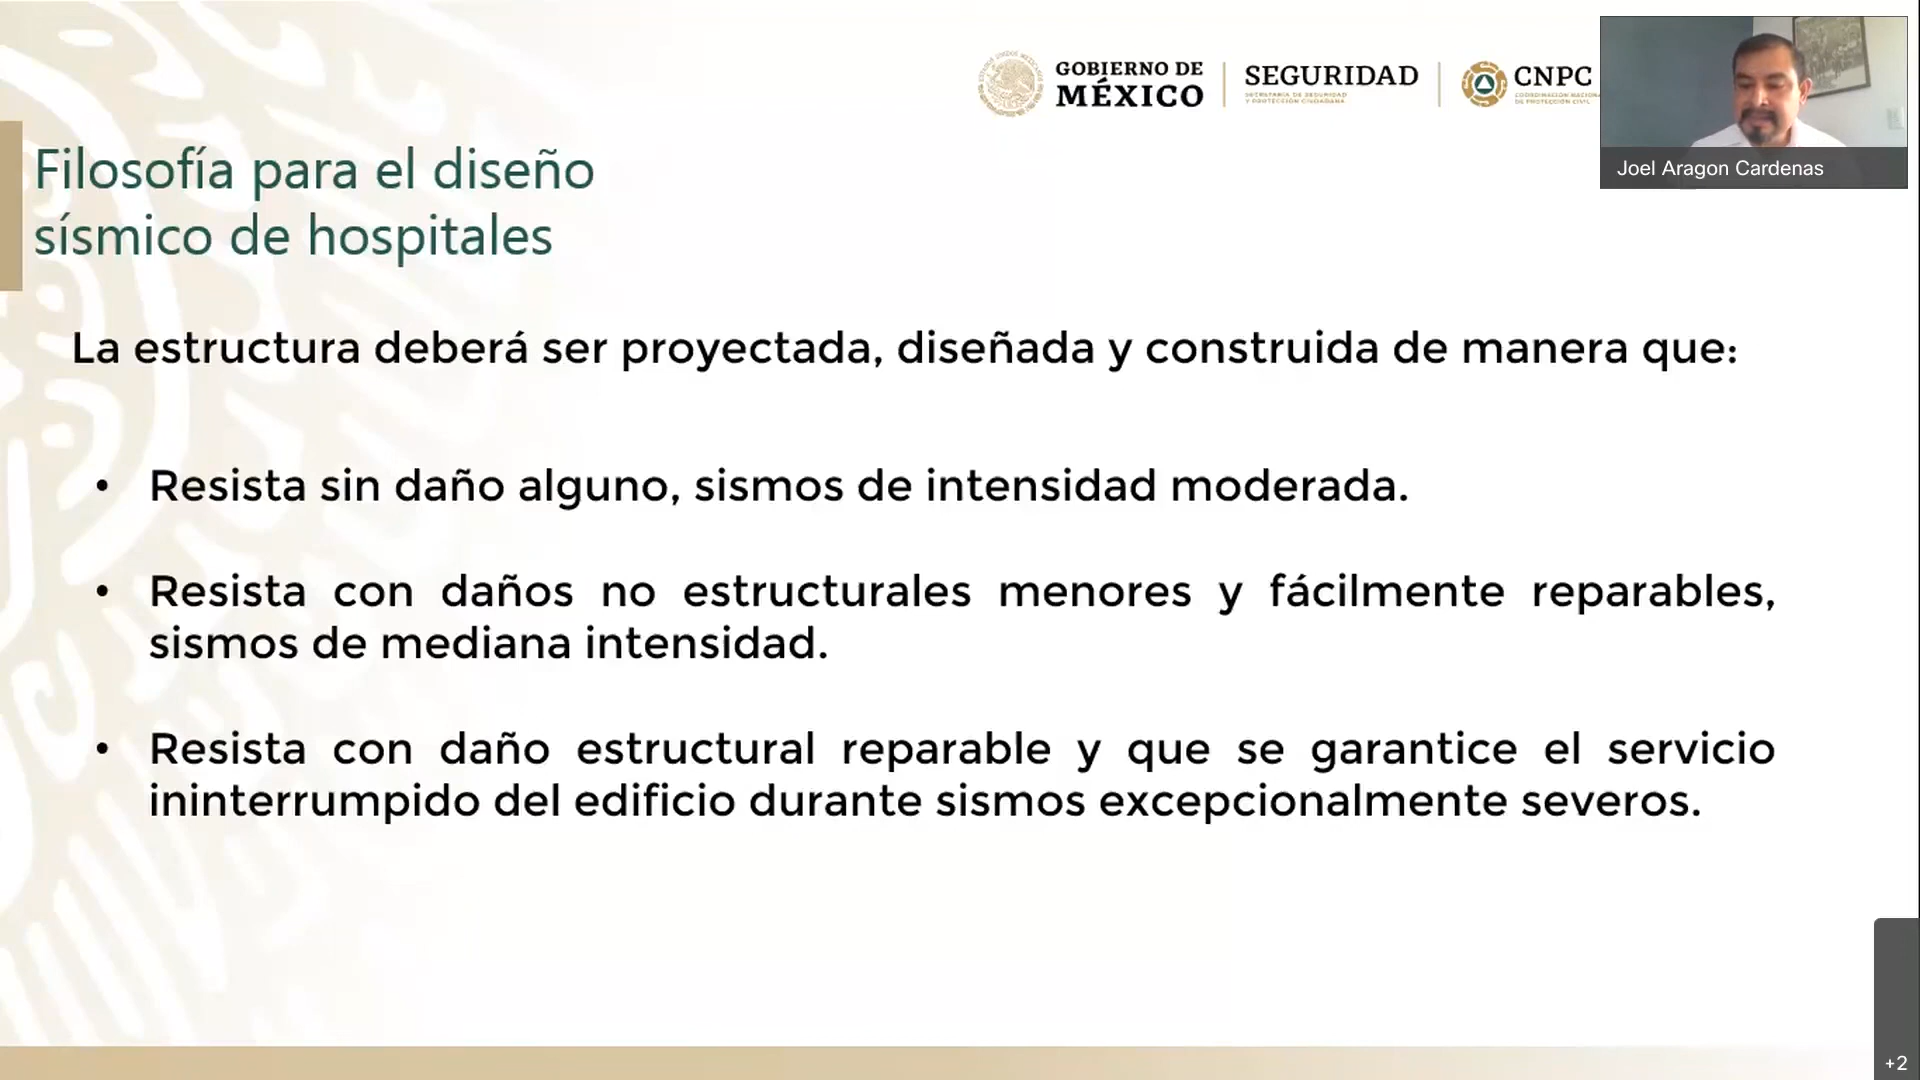 GOBIERNO DE
MÉXICO
SEGURIDAD
SECRETARÍA DE SEGURIDAD
Y PROTECCIÓN CIUDADANA
CNPC
COORDINACIÓN
DE PROTECCIÓN CIVIL
Joel Aragon Cardenas
Filosofía para el diseño
sísmico de hospitales
La estructura deberá ser proyectada, diseñada y construida de manera que:
• Resista sin daño alguno, sismos de intensidad moderada.
• Resista con daños no estructurales menores y fácilmente reparables,
sismos de mediana intensidad.
• Resista con daño estructural reparable y que se garantice el servicio
ininterrumpido del edificio durante sismos excepcionalmente severos.
+2